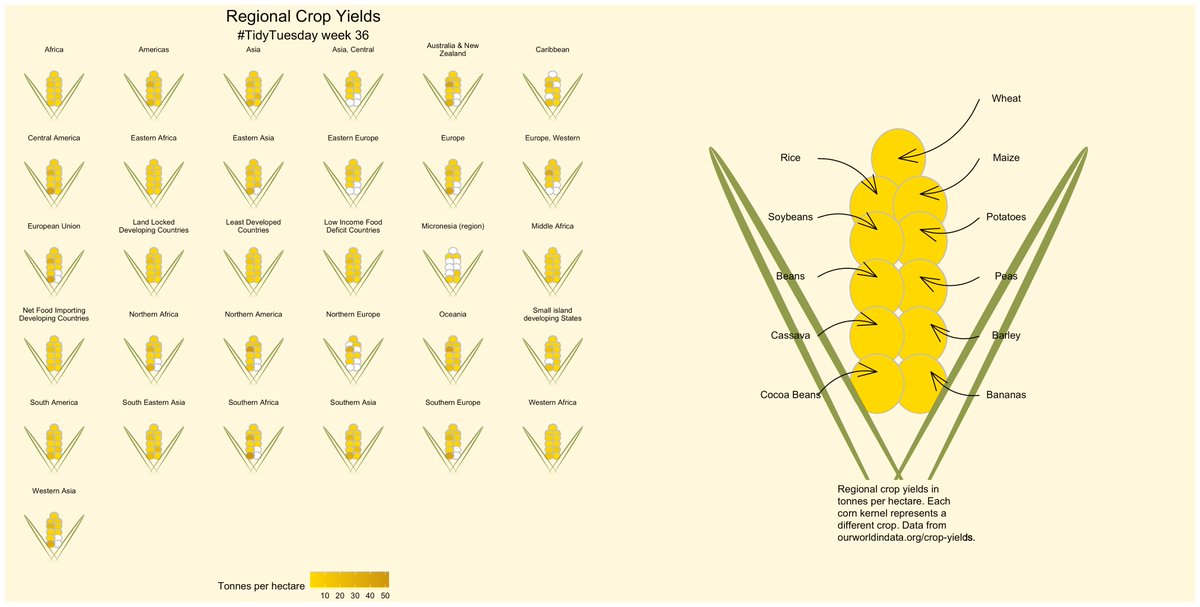 Regional Crop Yields
#TidyTuesday week 36
Africa
Americas
Asia
Asia, Central
Australia & New
Zealand
Caribbean
Central America
Eastern Africa
Eastern Asia
Eastern Europe
Europe
Europe, Western
European Union
Land Locked
Developing Countries
Least Developed
Countries
Low Income Food
Deficit Countries
Micronesia (region)
Middle Africa
Net Food Importing
Developing Countries
Northern Africa
Northern America
Northern Europe
Oceania
Small island
developing States
South America
South Eastern Asia
Southern Africa
Southern Asia
Southern Europe
Western Africa
Western Asia
Tonnes per hectare
10 20 30 40 50
Wheat
Rice
Maize
Soybeans
Potatoes
Beans
Peas
Cassava
Barley
Cocoa Beans
Bananas
Regional crop yields in
tonnes per hectare. Each
corn kernel represents a
different crop. Data from
ourworldindata.org/crop-yields.